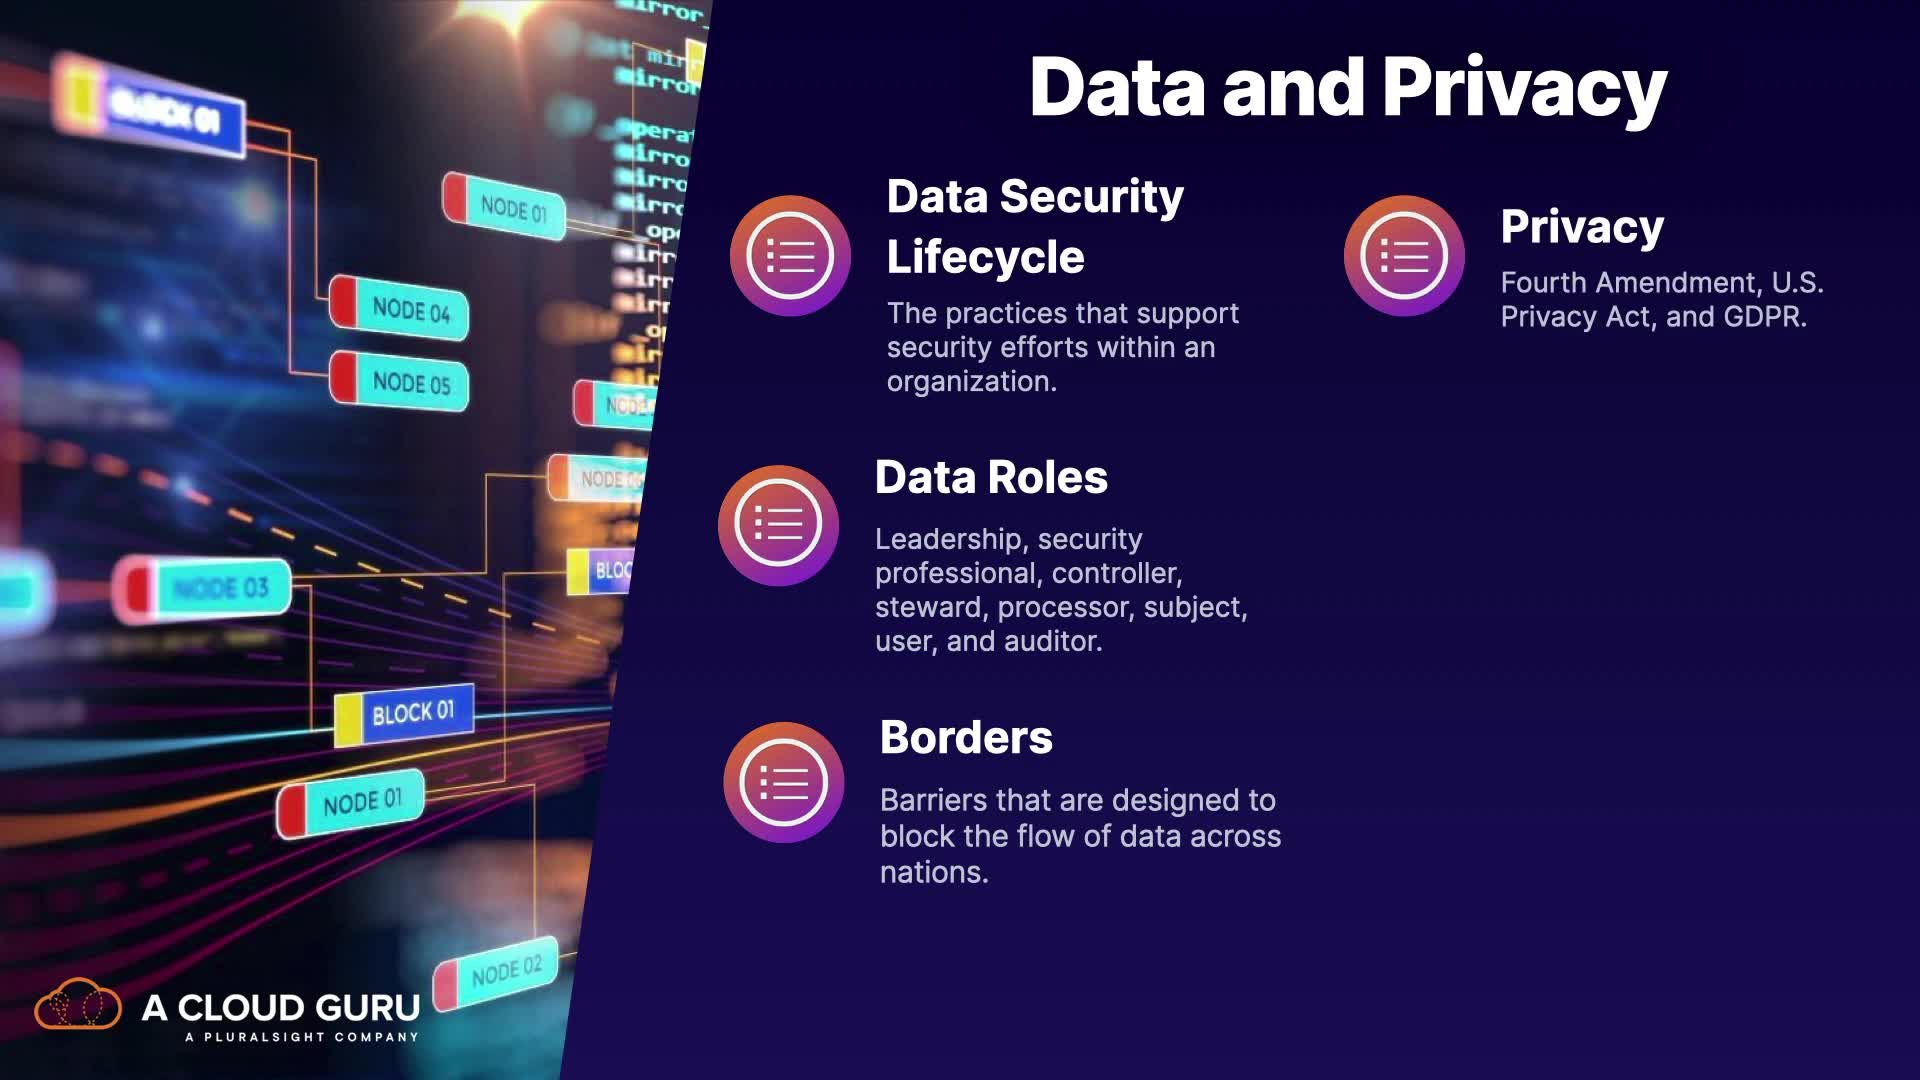 Data and Privacy
Data Security
Lifecycle
The practices that support
security efforts within an
organization.
Data Roles
Leadership, security
professional, controller,
steward, processor, subject,
user, and auditor.
Borders
Barriers that are designed to
block the flow of data across
nations.
Privacy
Fourth Amendment, U.S.
Privacy Act, and GDPR.
BLOCK 01
NODE 01
NODE 04
NODE 05
NODE 03
BLOCK 01
NODE 01
NODE 02
A CLOUD GURU
A PLURALSIGHT COMPANY